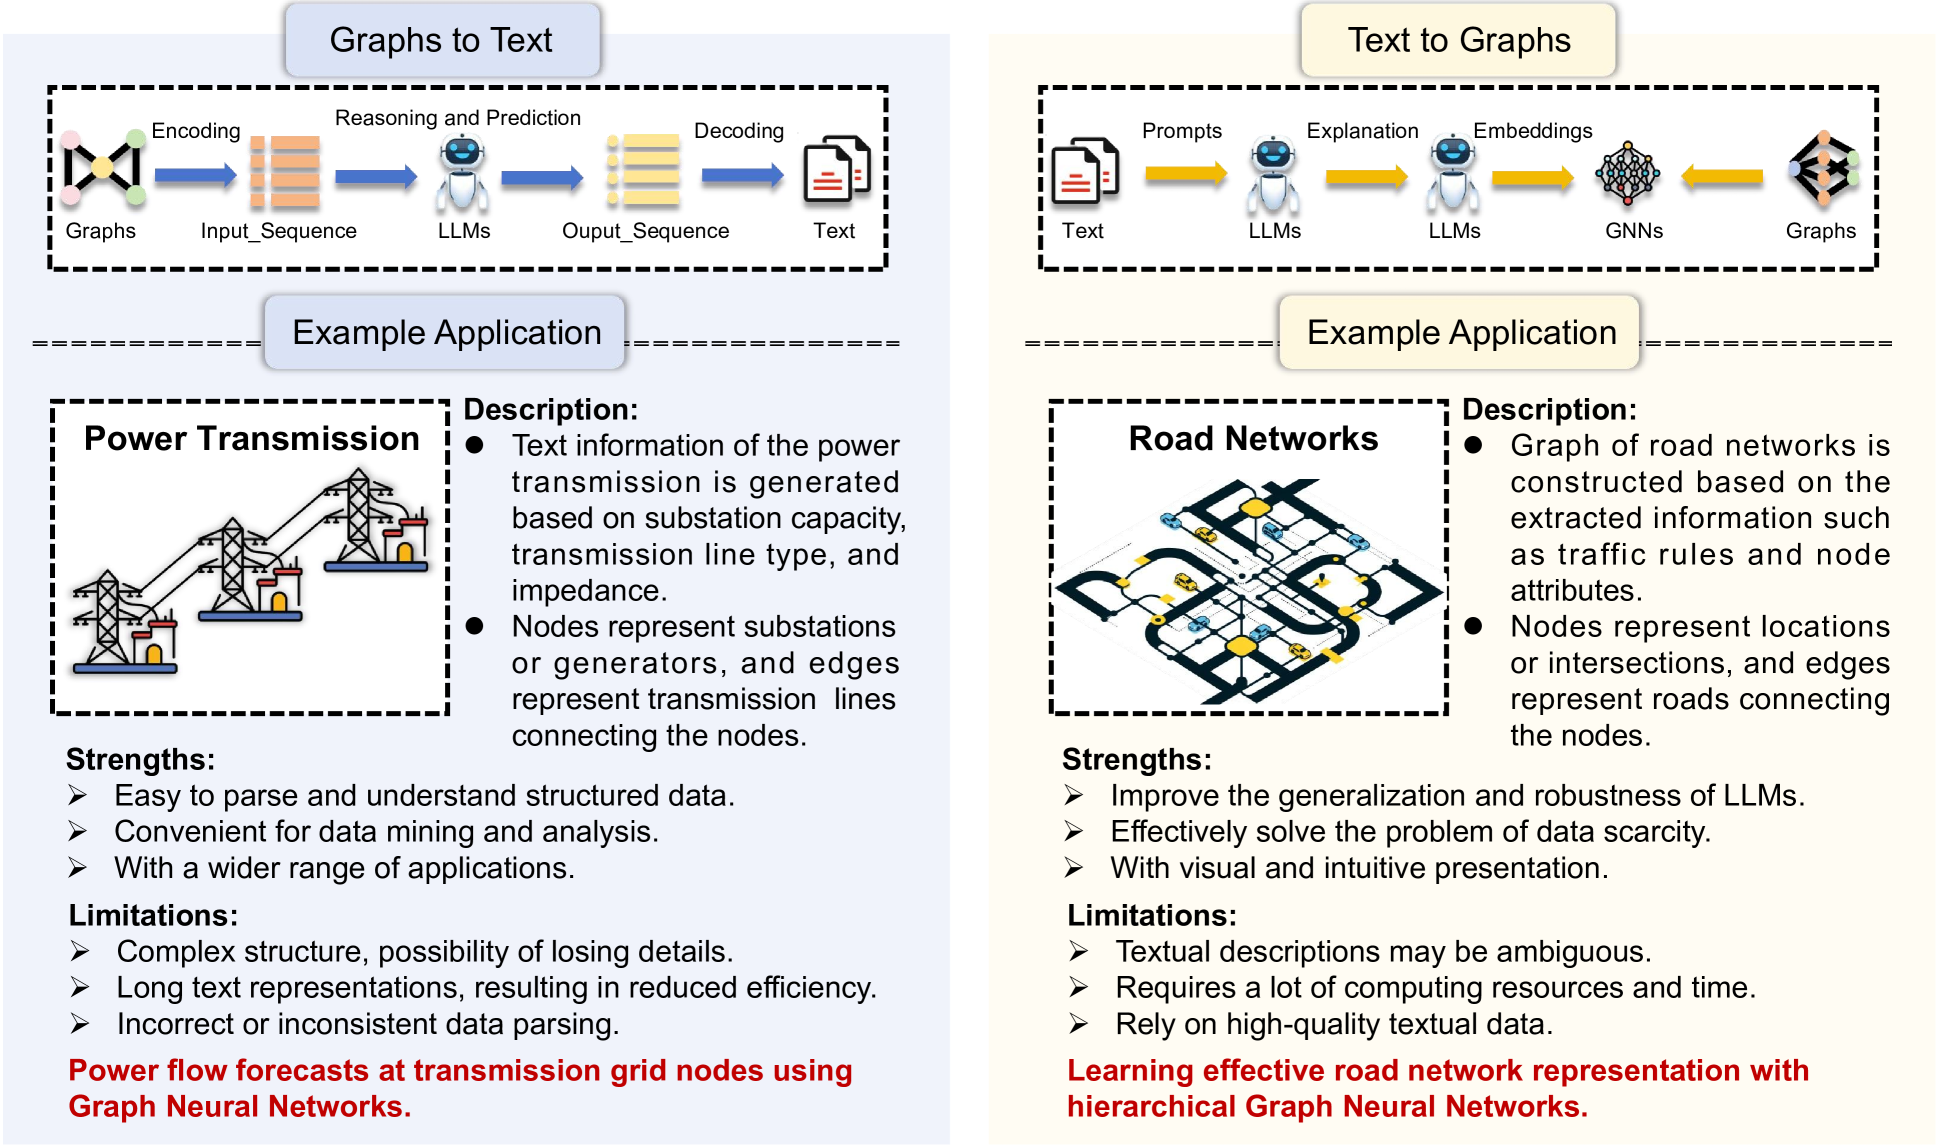 Graphs to Text
Encoding
Reasoning and Prediction
Decoding
Graphs
Input_Sequence
LLMs
Ouput_Sequence
Text
Example Application
Power Transmission
Description:
● Text information of the power
transmission is generated
based on substation capacity,
transmission line type, and
impedance.
● Nodes represent substations
or generators, and edges
represent transmission lines
connecting the nodes.
Strengths:
➢ Easy to parse and understand structured data.
➢ Convenient for data mining and analysis.
➢ With a wider range of applications.
Limitations:
➢ Complex structure, possibility of losing details.
➢ Long text representations, resulting in reduced efficiency.
➢ Incorrect or inconsistent data parsing.
Power flow forecasts at transmission grid nodes using
Graph Neural Networks.
Text to Graphs
Prompts
Explanation
Embeddings
Text
LLMs
LLMs
GNNs
Graphs
Example Application
Road Networks
Description:
● Graph of road networks is
constructed based on the
extracted information such
as traffic rules and node
attributes.
● Nodes represent locations
or intersections, and edges
represent roads connecting
the nodes.
Strengths:
➢ Improve the generalization and robustness of LLMs.
➢ Effectively solve the problem of data scarcity.
➢ With visual and intuitive presentation.
Limitations:
➢ Textual descriptions may be ambiguous.
➢ Requires a lot of computing resources and time.
➢ Rely on high-quality textual data.
Learning effective road network representation with
hierarchical Graph Neural Networks.